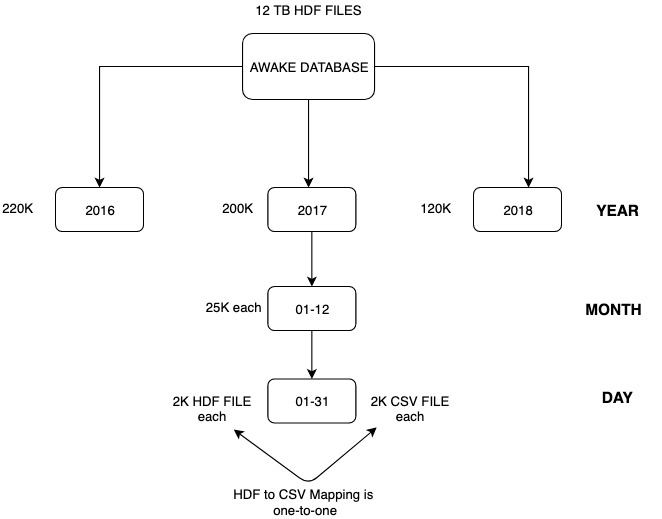 12 TB HDF FILES
AWAKE DATABASE
220K
2016
200K
2017
120K
2018
YEAR
25K each
01-12
MONTH
2K HDF FILE
each
01-31
2K CSV FILE
each
DAY
HDF to CSV Mapping is
one-to-one